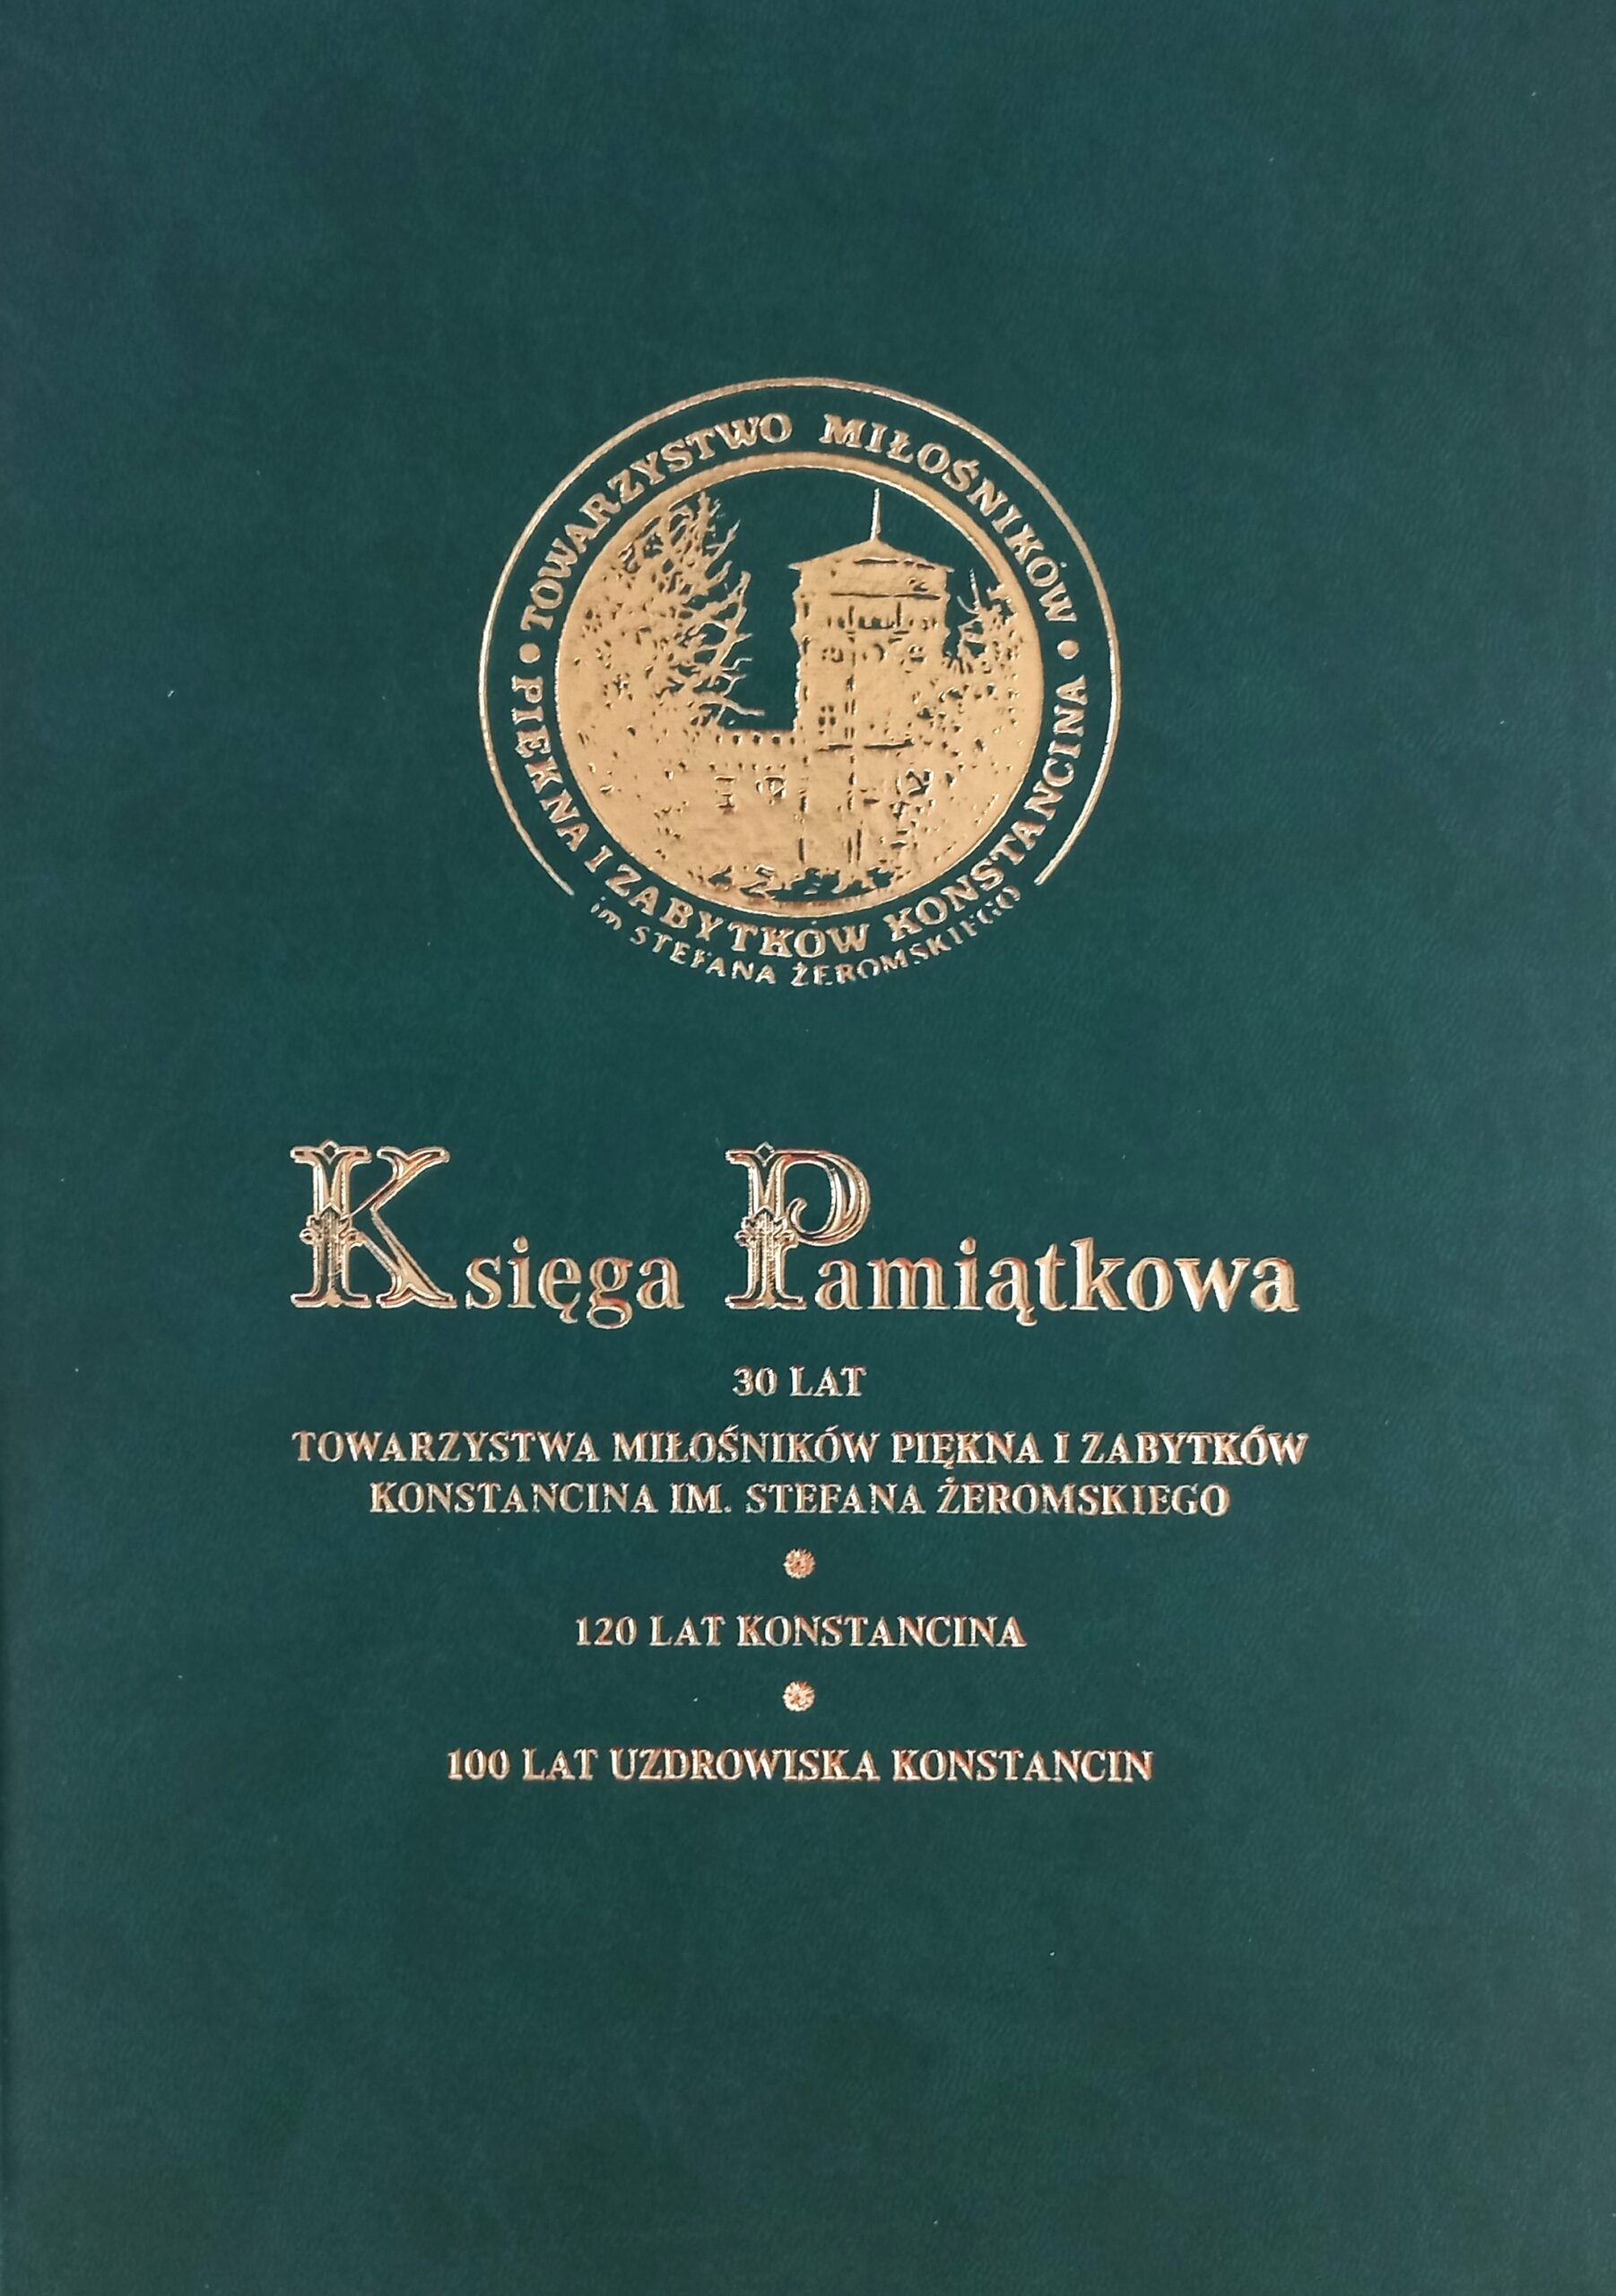 • TOWARZYSTWO MIŁOŚNIKÓW •
PIĘKNA I ZABYTKÓW KONSTANCINA
im STEFANA ŻEROMSKIEGO
Księga Pamiątkowa
30 LAT
TOWARZYSTWA MIŁOŚNIKÓW PIĘKNA I ZABYTKÓW
KONSTANCINA IM. STEFANA ŻEROMSKIEGO
120 LAT KONSTANCINA
100 LAT UZDROWISKA KONSTANCIN